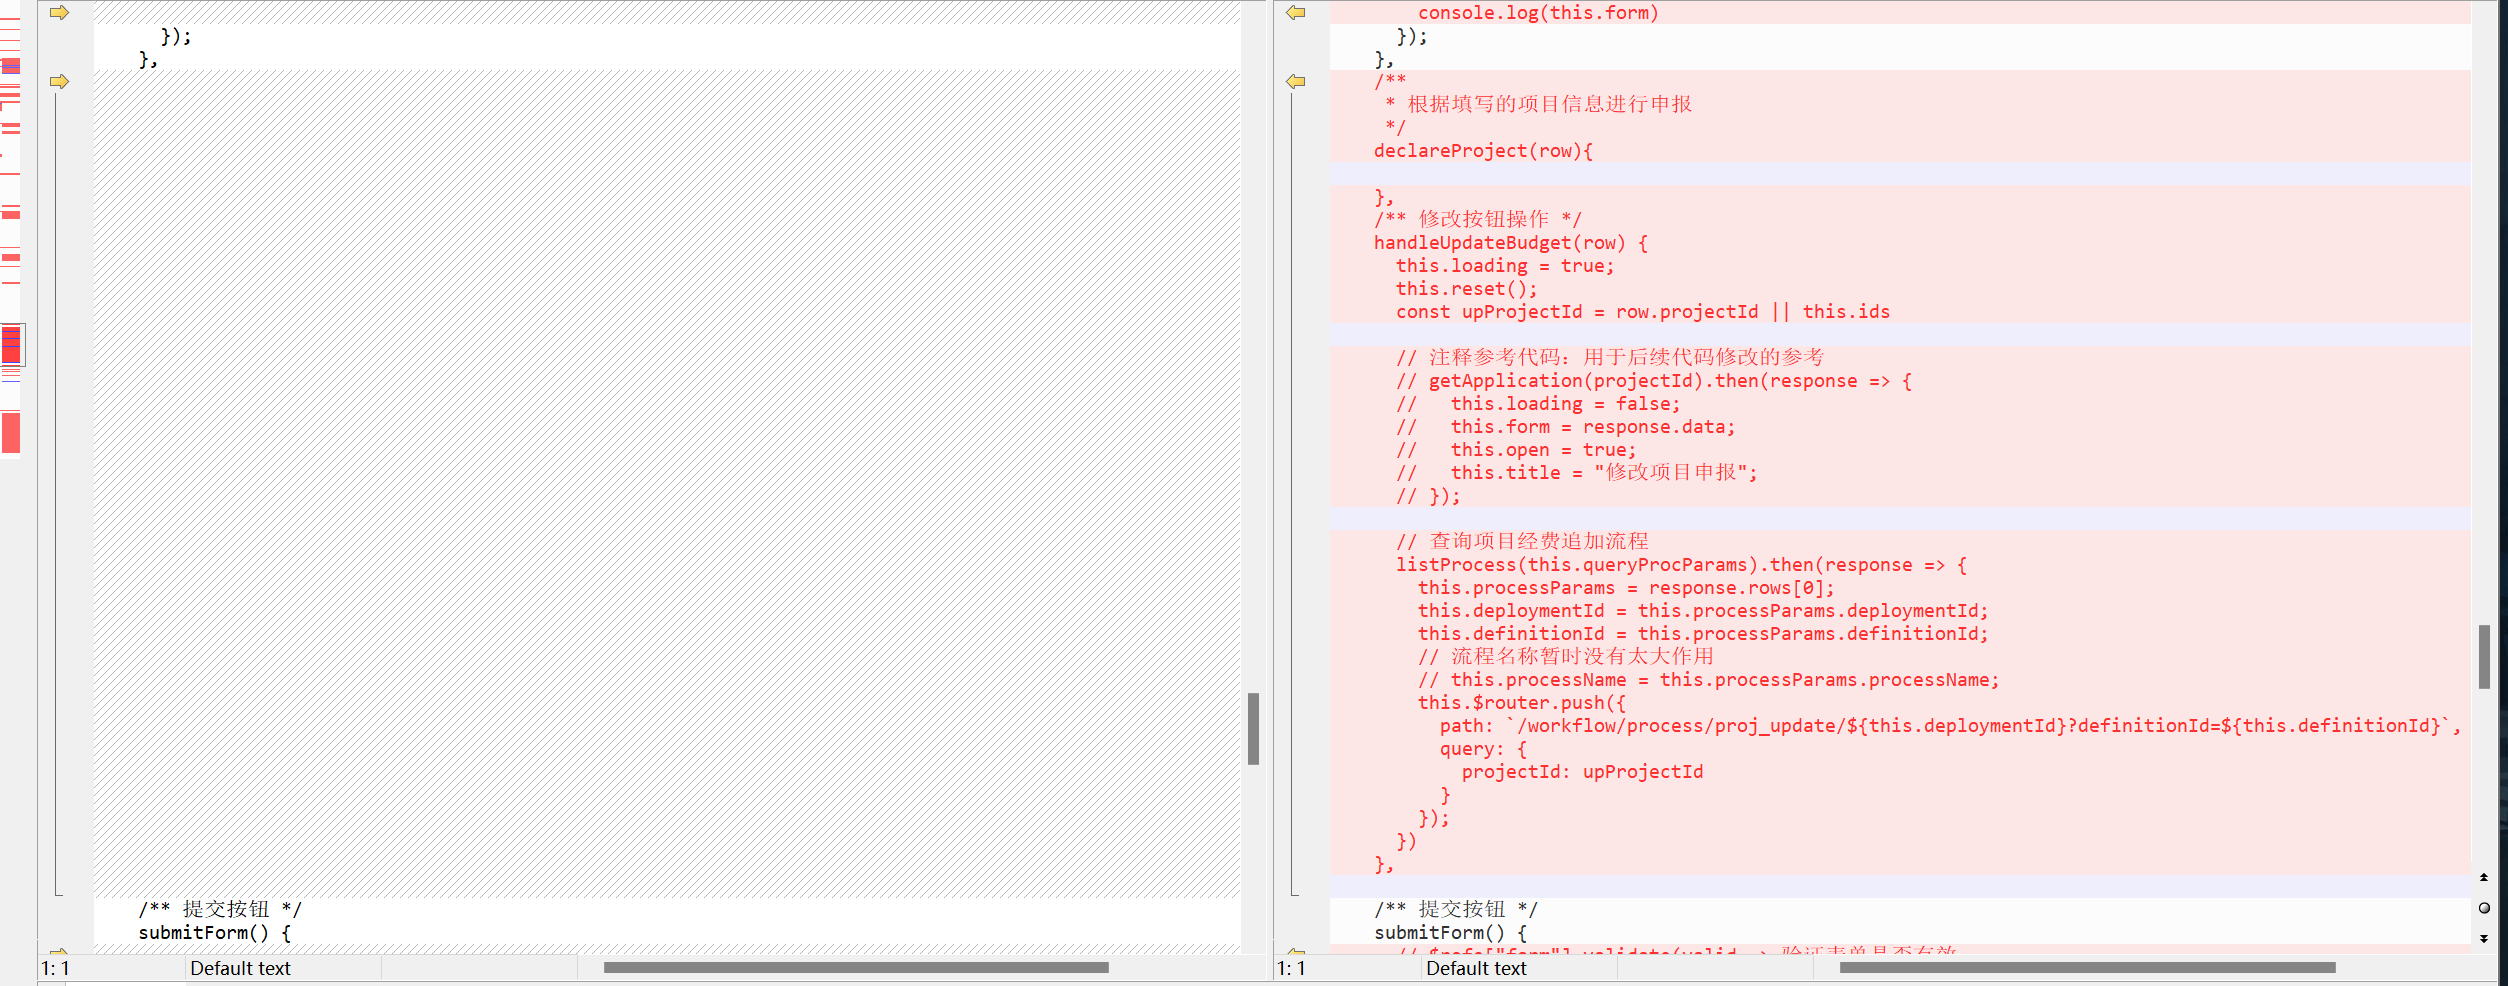 });
},
/** 提交按钮 */
submitForm() {
1: 1
Default text
console.log(this.form)
});
},
/**
* 根据填写的项目信息进行申报
*/
declareProject(row){
},
/** 修改按钮操作 */
handleUpdateBudget(row) {
this.loading = true;
this.reset();
const upProjectId = row.projectId || this.ids
// 注释参考代码：用于后续代码修改的参考
// getApplication(projectId).then(response => {
//   this.loading = false;
//   this.form = response.data;
//   this.open = true;
//   this.title = "修改项目申报";
// });
// 查询项目经费追加流程
listProcess(this.queryProcParams).then(response => {
this.processParams = response.rows[0];
this.deploymentId = this.processParams.deploymentId;
this.definitionId = this.processParams.definitionId;
// 流程名称暂时没有太大作用
// this.processName = this.processParams.processName;
this.$router.push({
path: `/workflow/process/proj_update/${this.deploymentId}?definitionId=${this.definitionId}`,
query: {
projectId: upProjectId
}
});
})
},
/** 提交按钮 */
submitForm() {
1: 1
Default text